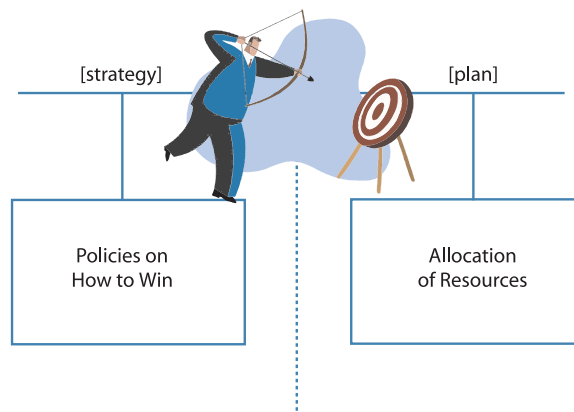 [strategy]
[plan]
Policies on
How to Win
Allocation
of Resources